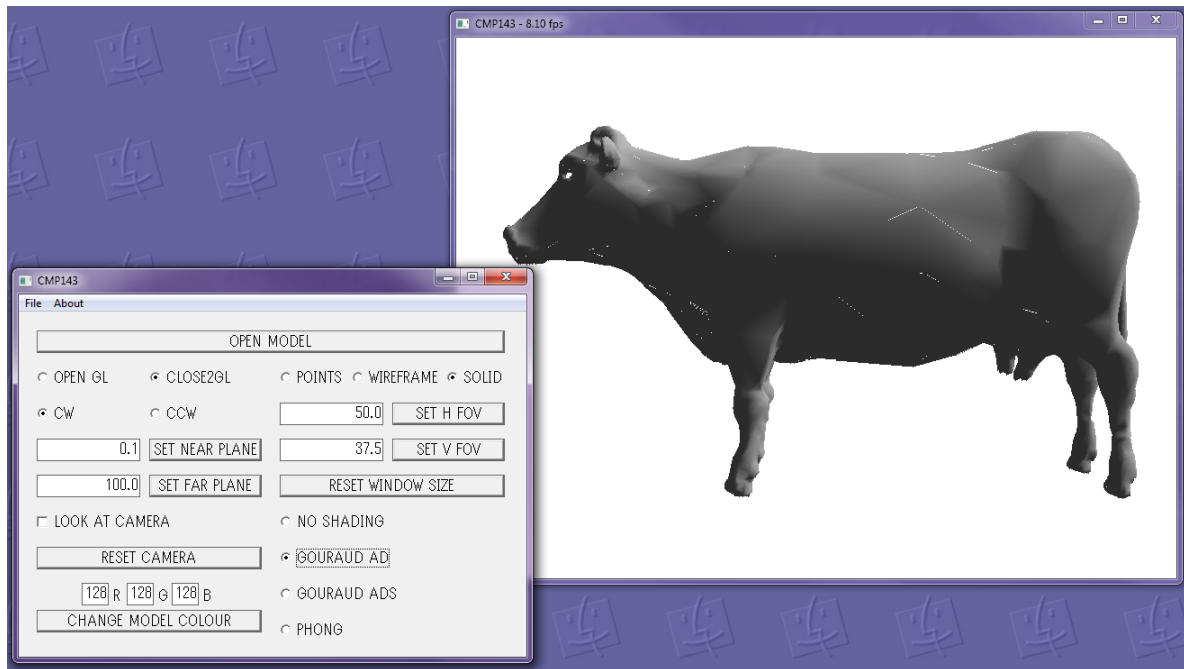 CMP143 - 8.10 fps
CMP143
File About
OPEN MODEL
OPEN GL CLOSE2GL POINTS WIREFRAME SOLID
CW CCW 50.0 SET H FOV
0.1 SET NEAR PLANE 37.5 SET V FOV
100.0 SET FAR PLANE RESET WINDOW SIZE
LOOK AT CAMERA NO SHADING
RESET CAMERA GOURAUD AD
128 R 128 G 128 B GOURAUD ADS
CHANGE MODEL COLOUR PHONG